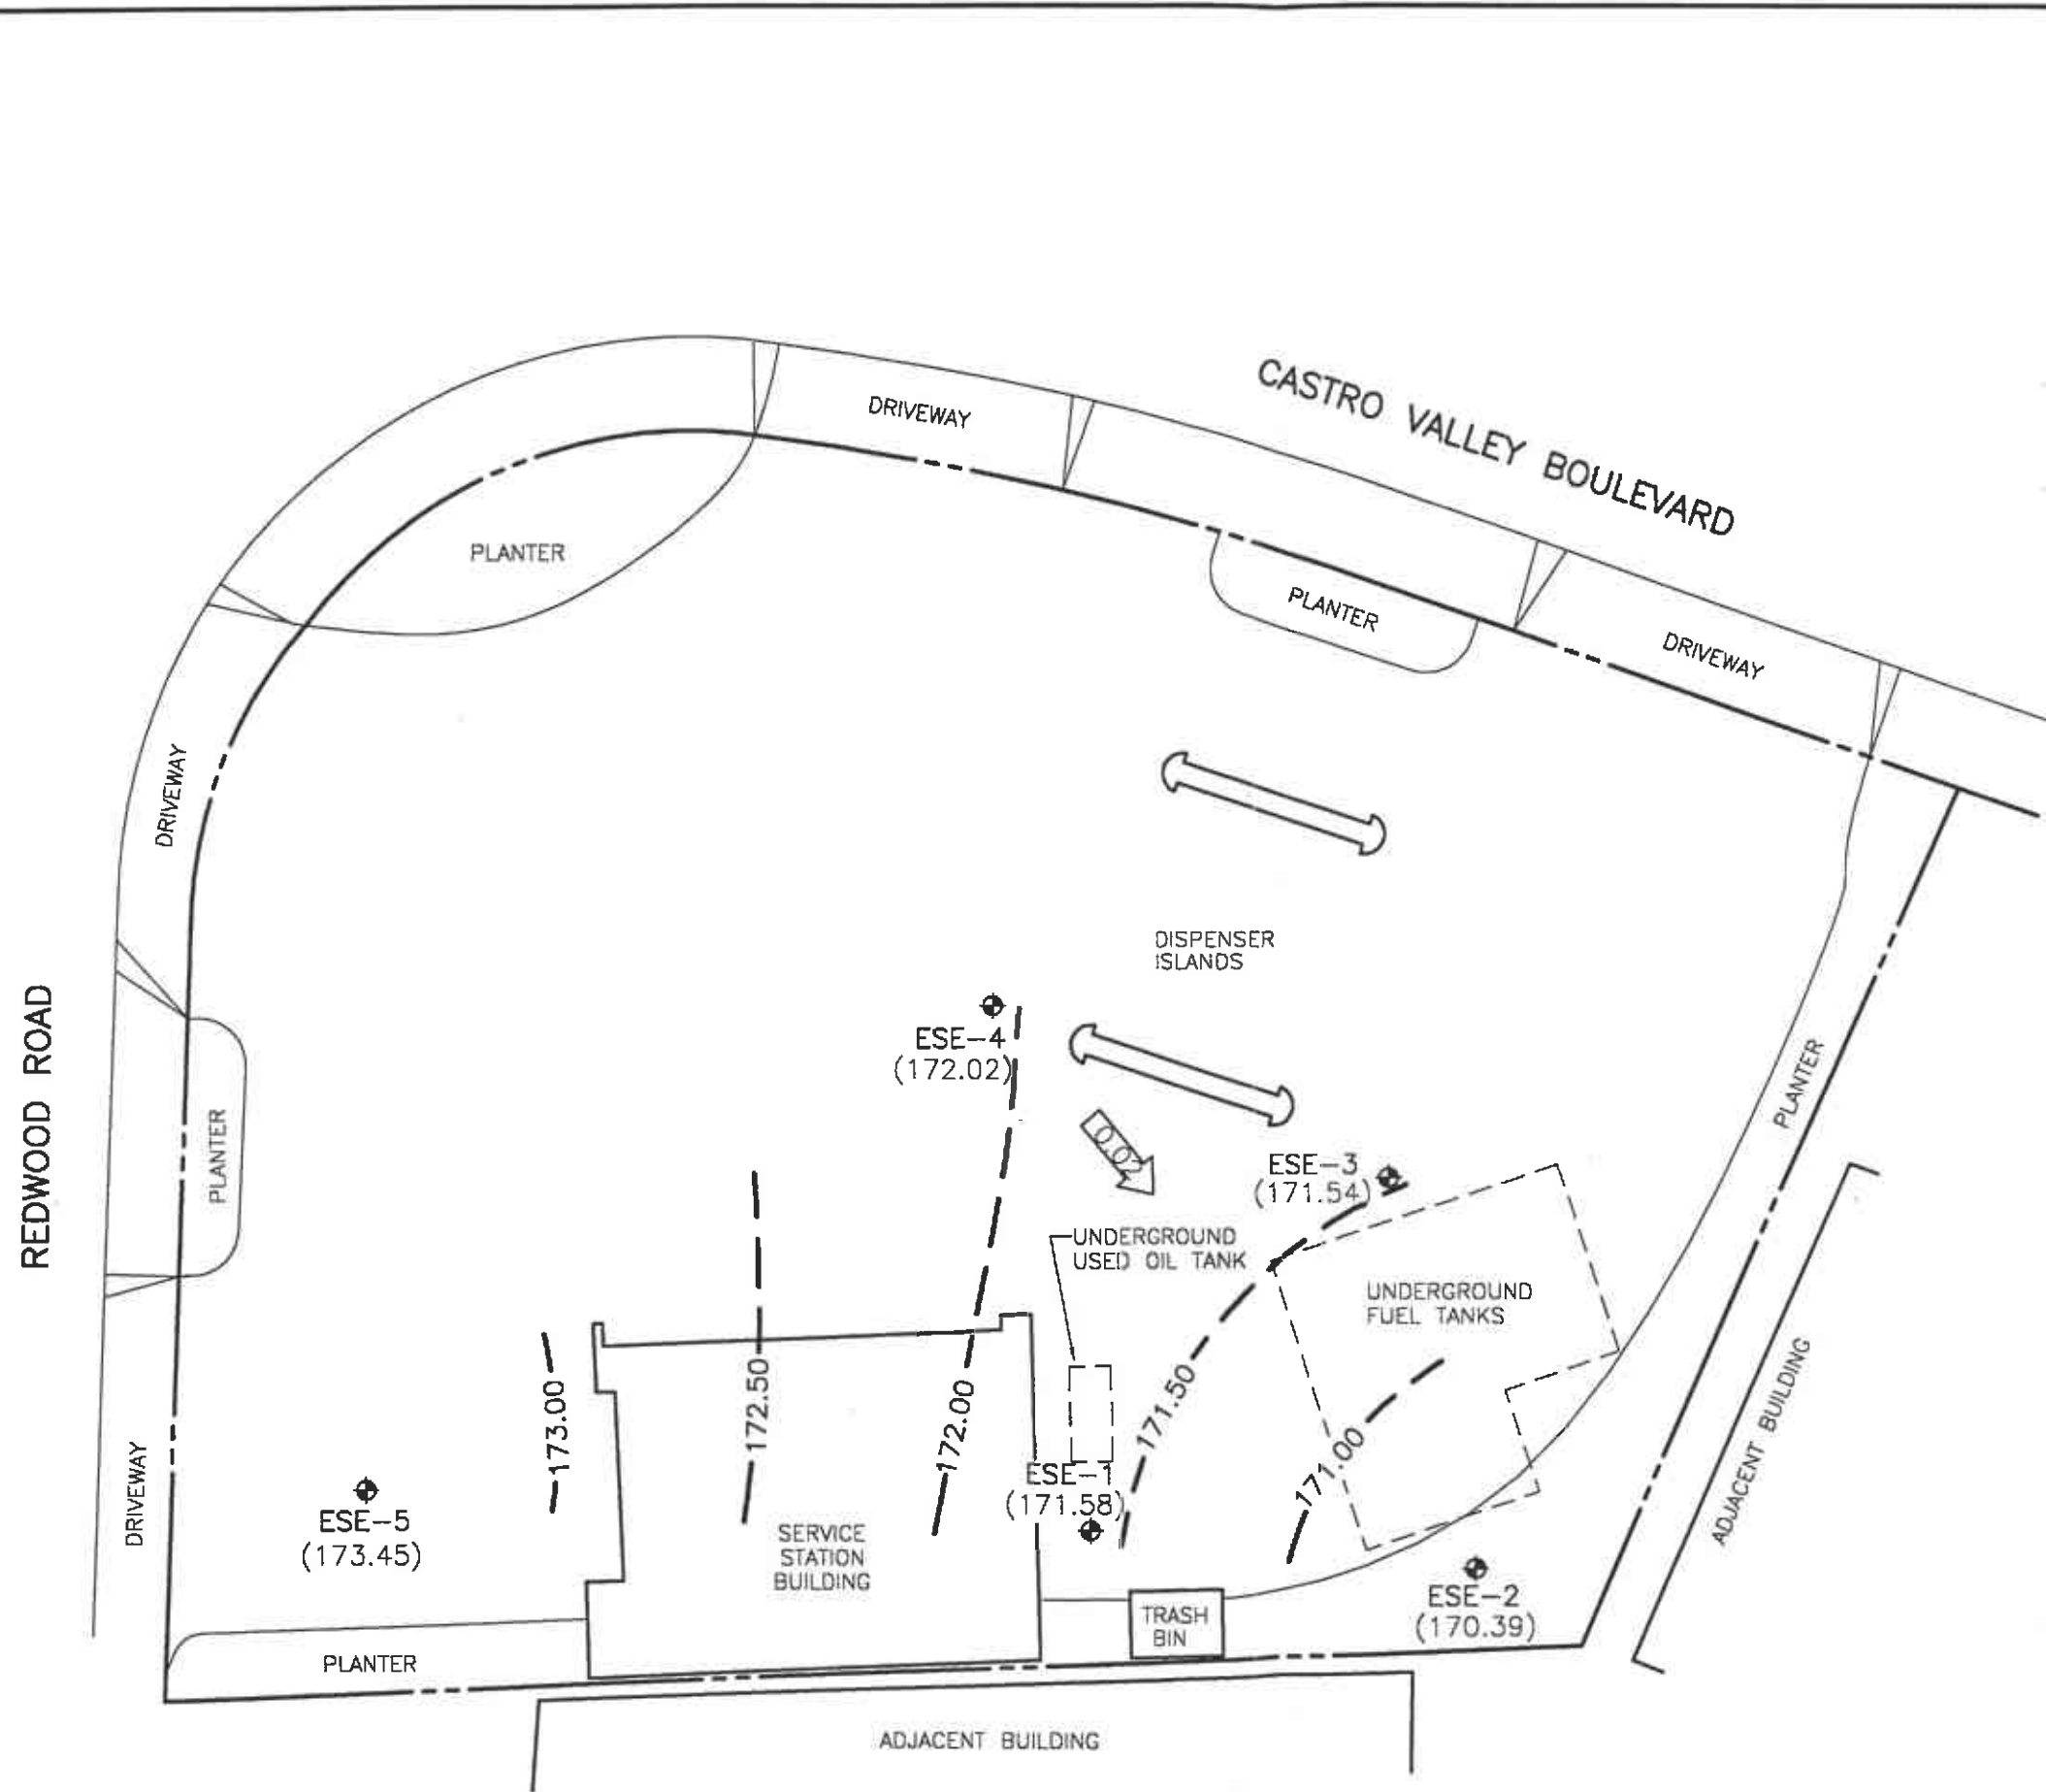 CASTRO VALLEY BOULEVARD
DRIVEWAY
PLANTER
PLANTER
DRIVEWAY
DRIVEWAY
DISPENSER
ISLANDS
REDWOOD ROAD
ESE-4
(172.02)
PLANTER
PLANTER
0.02
ESE-3
(171.54)
UNDERGROUND
USED OIL TANK
UNDERGROUND
FUEL TANKS
173.00
172.50
172.00
171.50
171.00
ADJACENT BUILDING
DRIVEWAY
ESE-5
(173.45)
ESE-1
(171.58)
SERVICE
STATION
BUILDING
ESE-2
(170.39)
TRASH
BIN
PLANTER
ADJACENT BUILDING